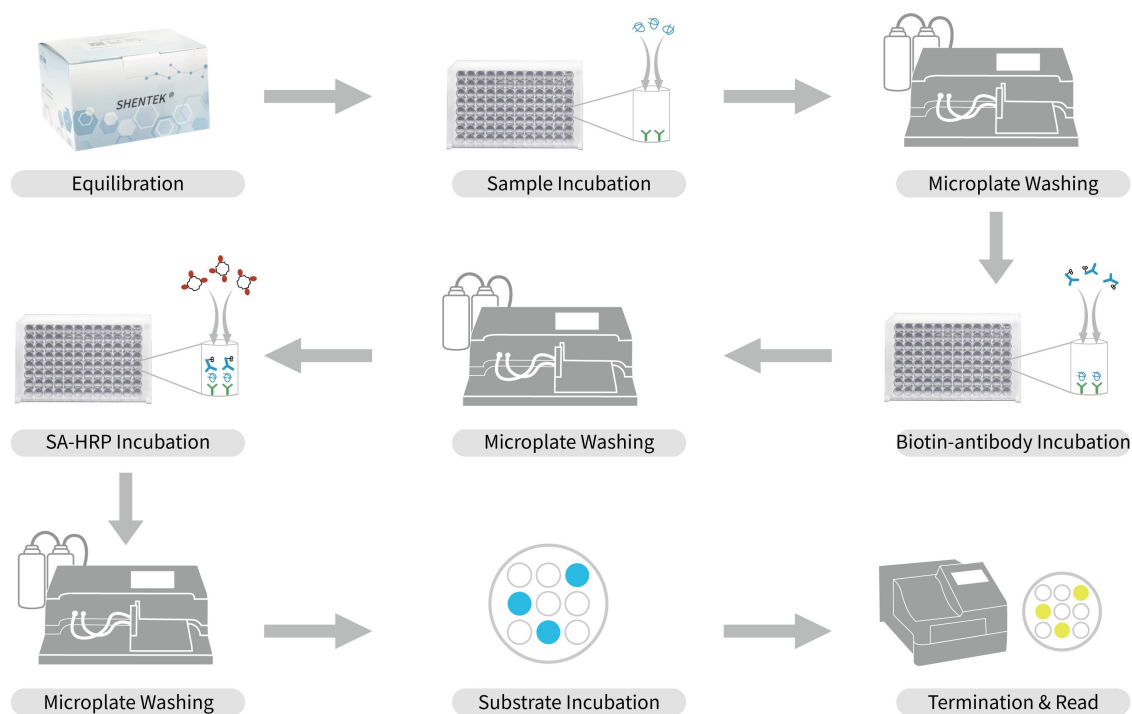 SHENTEK®
Equilibration
Sample Incubation
Microplate Washing
SA-HRP Incubation
Microplate Washing
Biotin-antibody Incubation
Microplate Washing
Substrate Incubation
Termination & Read